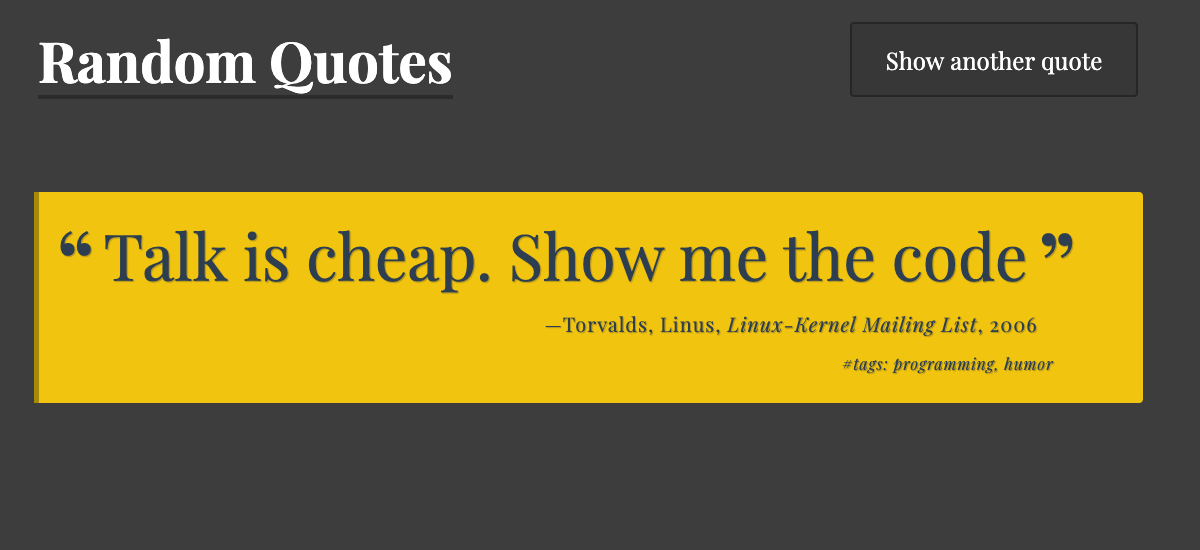 Random Quotes
Show another quote
“ Talk is cheap. Show me the code ”
—Torvalds, Linus, Linux-Kernel Mailing List, 2006
#tags: programming, humor